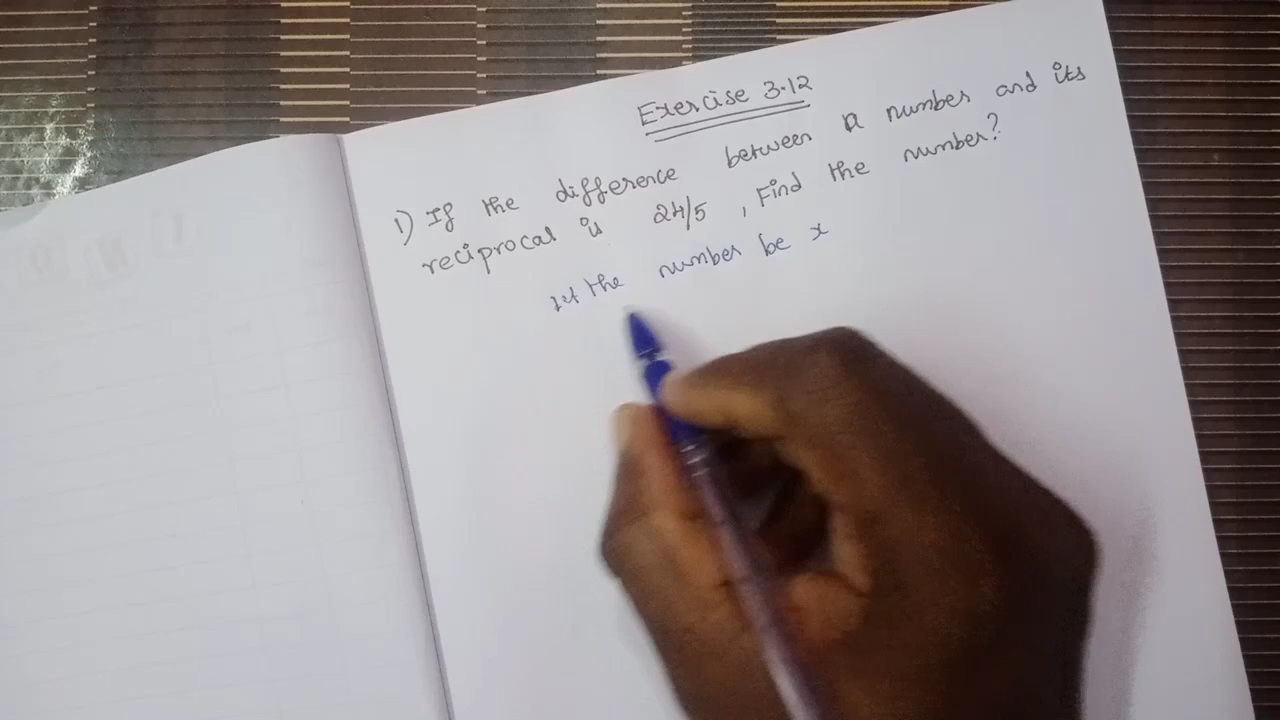 Exercise 3.12
1) If the difference between a number and its
reciprocal is 24/5 , Find the number?
let the number be x